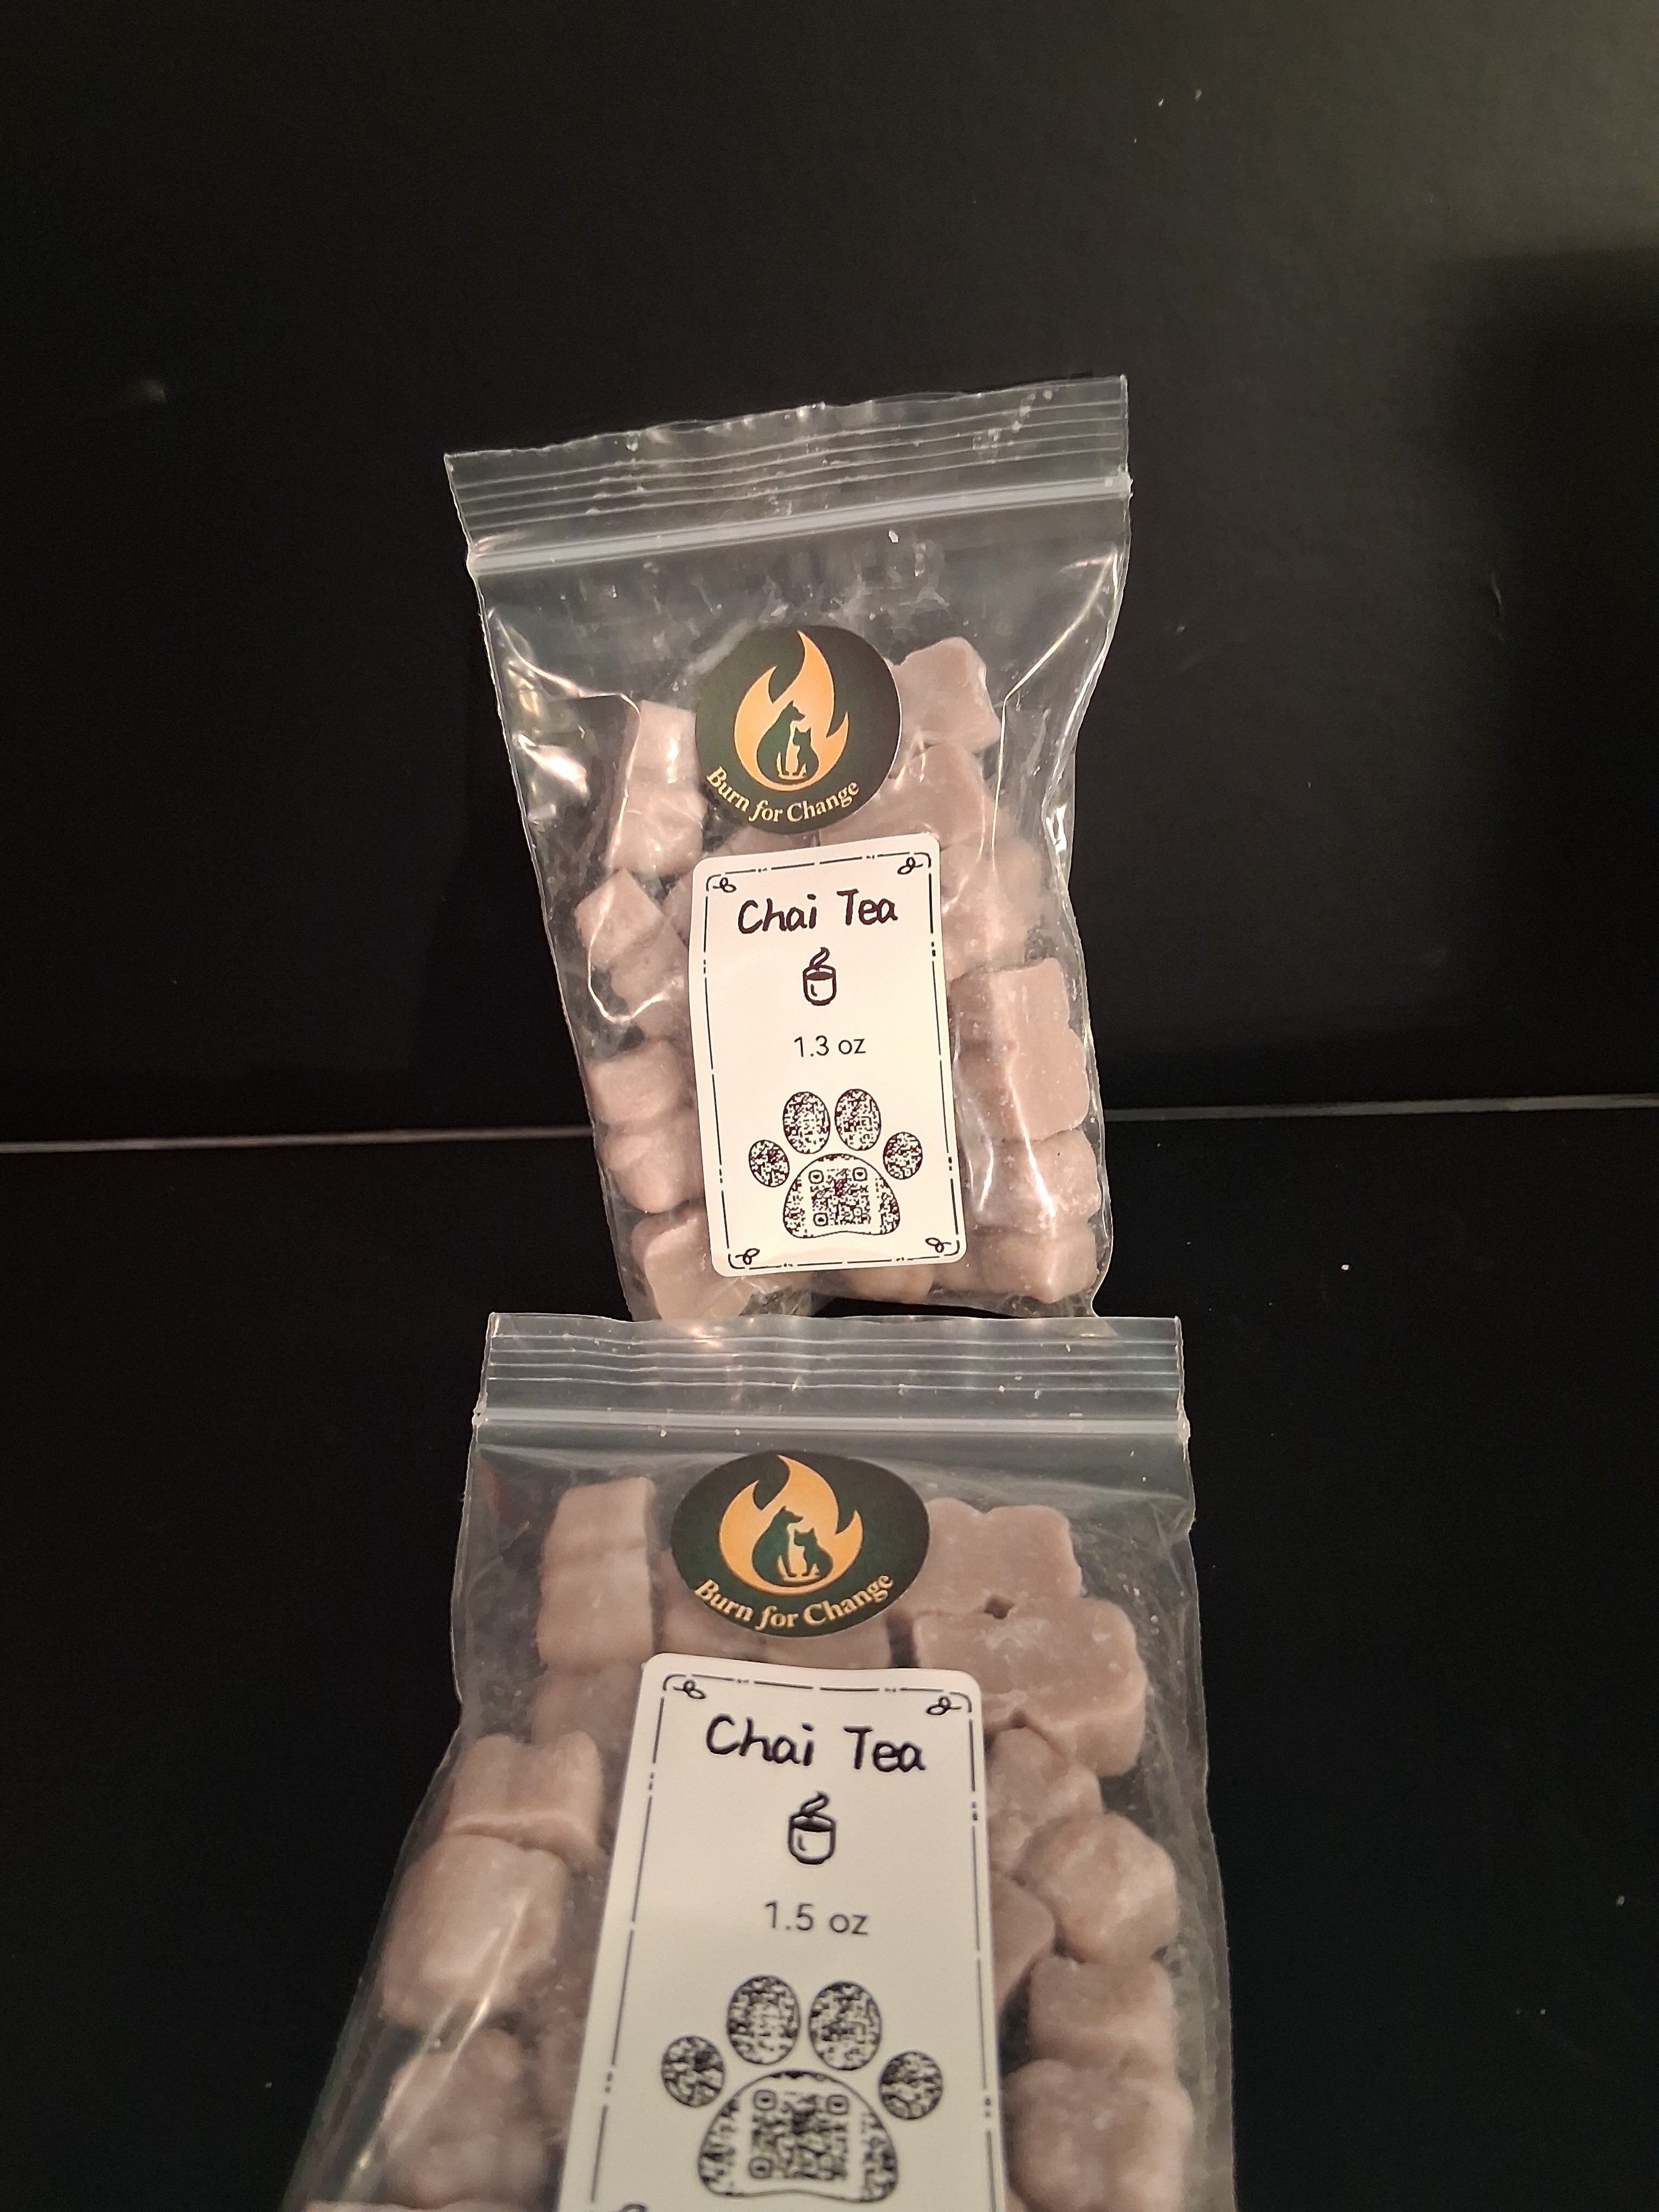 Burn for Change
Chai Tea
1.3 oz
Burn for Change
Chai Tea
1.5 oz